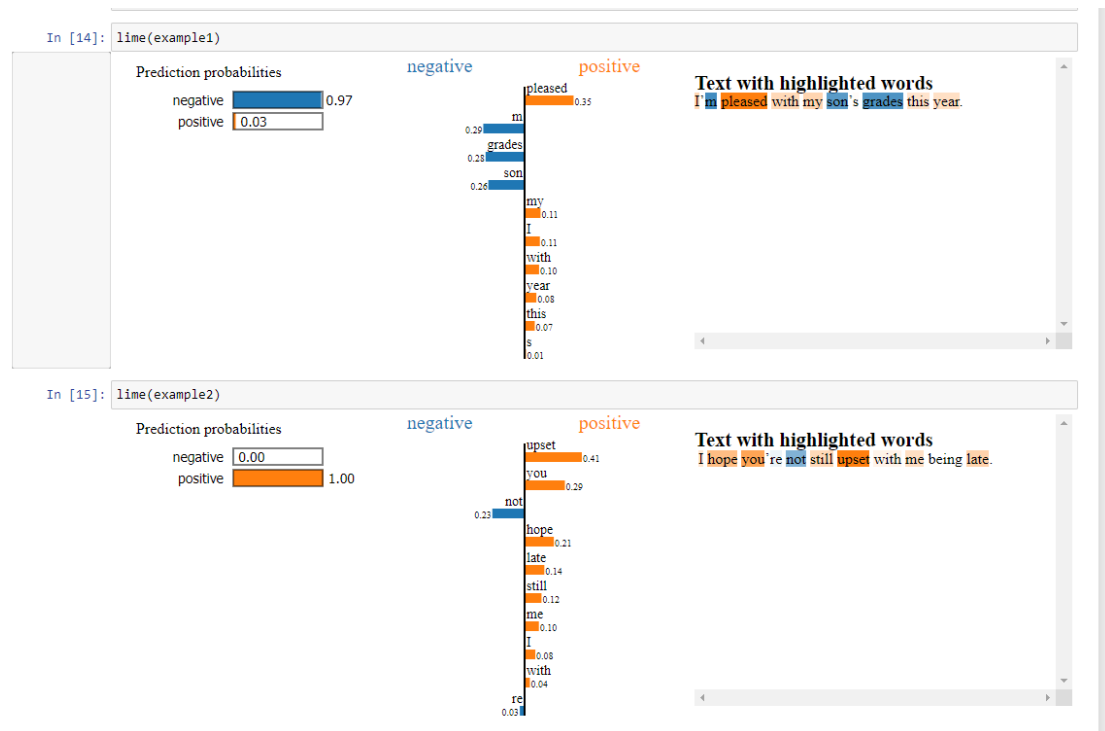 In [14]: lime(example1)
Prediction probabilities
negative 0.97
positive 0.03
negative positive
pleased
0.35
m
0.29
grades
0.28
son
0.26
my
0.11
I
0.11
with
0.10
year
0.08
this
0.07
s
0.01
Text with highlighted words
I'm pleased with my son's grades this year.
In [15]: lime(example2)
Prediction probabilities
negative 0.00
positive 1.00
negative positive
upset
0.41
you
0.29
not
0.23
hope
0.21
late
0.14
still
0.12
me
0.10
I
0.08
with
0.04
re
0.03
Text with highlighted words
I hope you're not still upset with me being late.